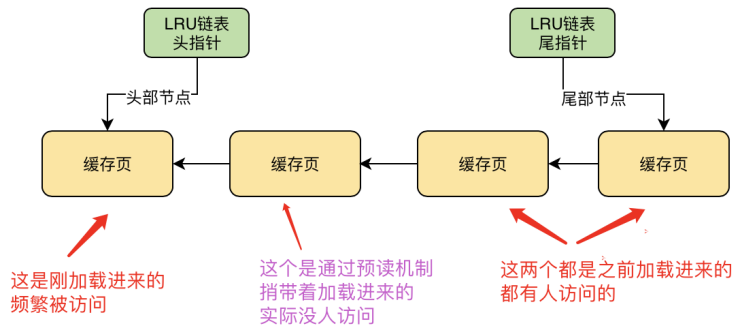 LRU链表
头指针
LRU链表
尾指针
头部节点
尾部节点
缓存页
缓存页
缓存页
缓存页
这是刚加载进来的
频繁被访问
这个是通过预读机制
捎带着加载进来的
实际没人访问
这两个都是之前加载进来的
都有人访问的